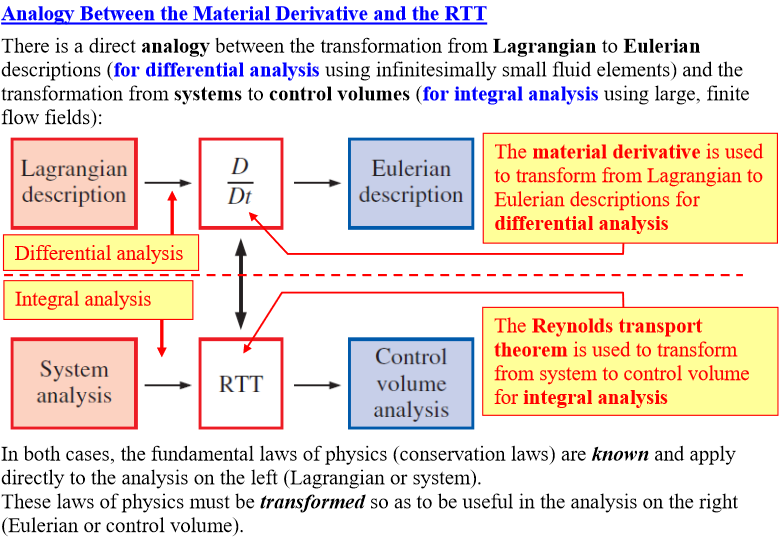 Analogy Between the Material Derivative and the RTT
There is a direct analogy between the transformation from Lagrangian to Eulerian
descriptions (for differential analysis using infinitesimally small fluid elements) and the
transformation from systems to control volumes (for integral analysis using large, finite
flow fields):
Lagrangian
description
D
Dt
Eulerian
description
The material derivative is used
to transform from Lagrangian to
Eulerian descriptions for
differential analysis
Differential analysis
Integral analysis
System
analysis
RTT
Control
volume
analysis
The Reynolds transport
theorem is used to transform
from system to control volume
for integral analysis
In both cases, the fundamental laws of physics (conservation laws) are known and apply
directly to the analysis on the left (Lagrangian or system).
These laws of physics must be transformed so as to be useful in the analysis on the right
(Eulerian or control volume).